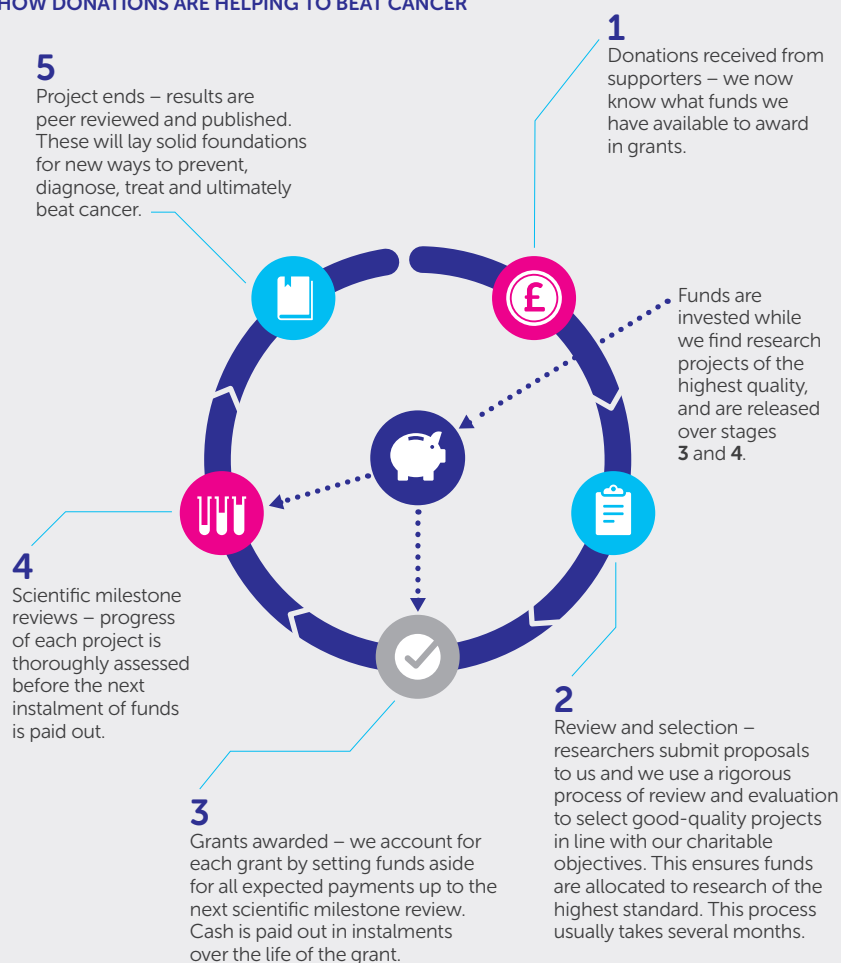 HOW DONATIONS ARE HELPING TO BEAT CANCER
1
Donations received from
supporters – we now
know what funds we
have available to award
in grants.
Funds are
invested while
we find research
projects of the
highest quality,
and are released
over stages
3 and 4.
2
Review and selection –
researchers submit proposals
to us and we use a rigorous
process of review and evaluation
to select good-quality projects
in line with our charitable
objectives. This ensures funds
are allocated to research of the
highest standard. This process
usually takes several months.
3
Grants awarded – we account for
each grant by setting funds aside
for all expected payments up to the
next scientific milestone review.
Cash is paid out in instalments
over the life of the grant.
4
Scientific milestone
reviews – progress
of each project is
thoroughly assessed
before the next
instalment of funds
is paid out.
5
Project ends – results are
peer reviewed and published.
These will lay solid foundations
for new ways to prevent,
diagnose, treat and ultimately
beat cancer.
£